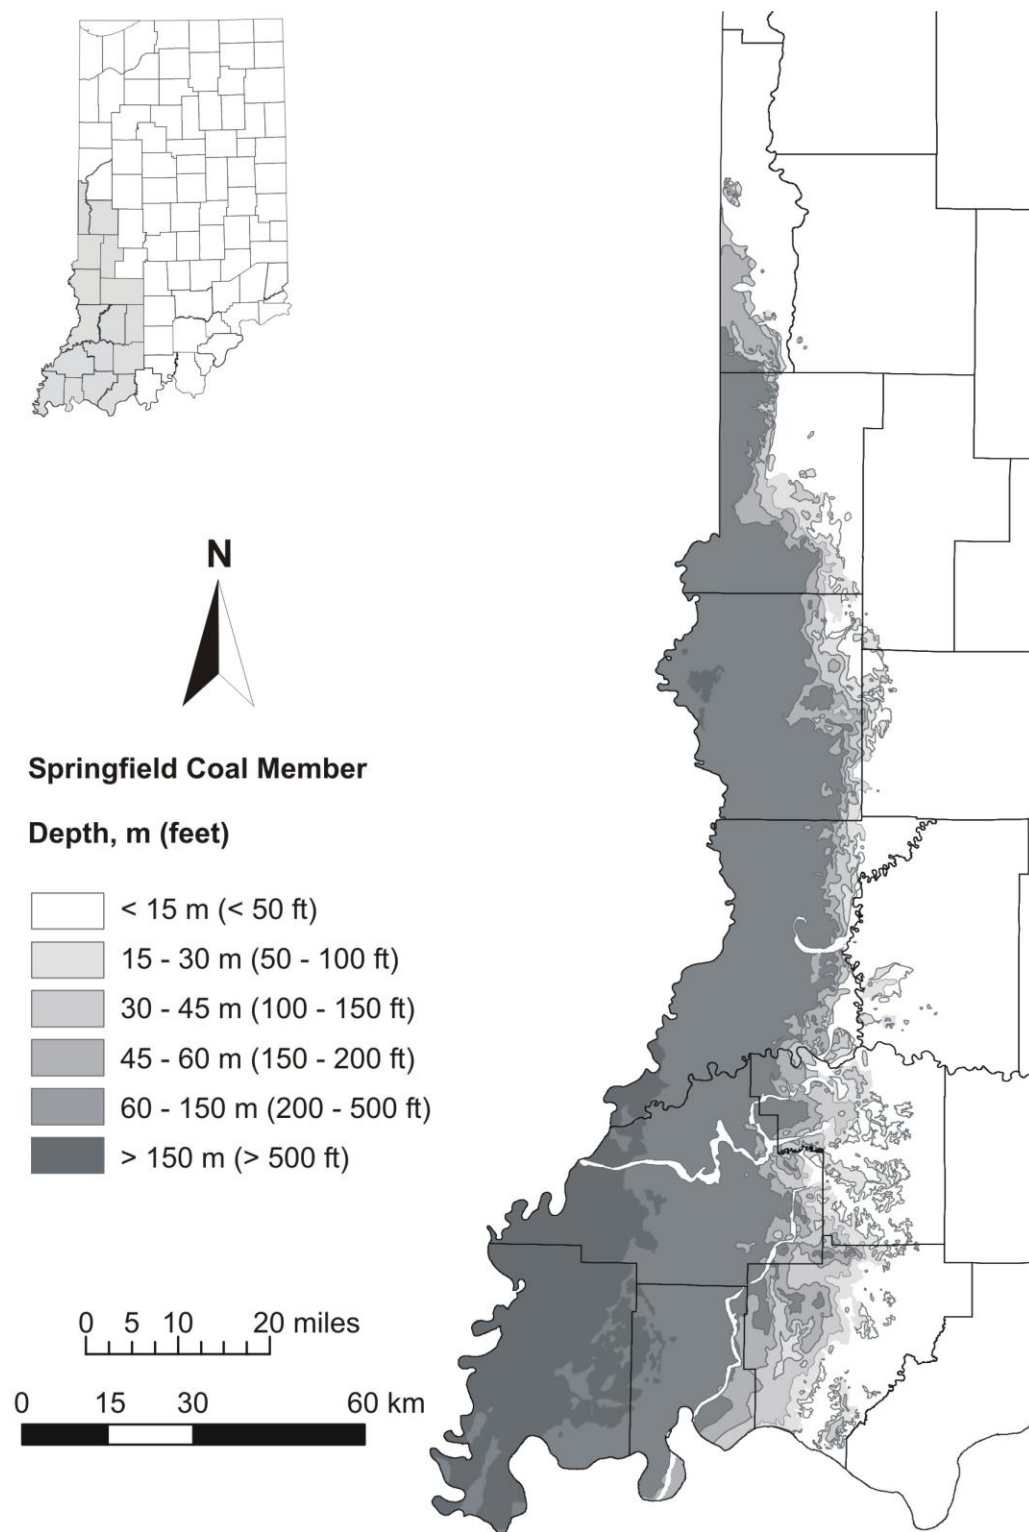 N
Springfield Coal Member
Depth, m (feet)
< 15 m (< 50 ft)
15 - 30 m (50 - 100 ft)
30 - 45 m (100 - 150 ft)
45 - 60 m (150 - 200 ft)
60 - 150 m (200 - 500 ft)
> 150 m (> 500 ft)
0 5 10 20 miles
0 15 30 60 km